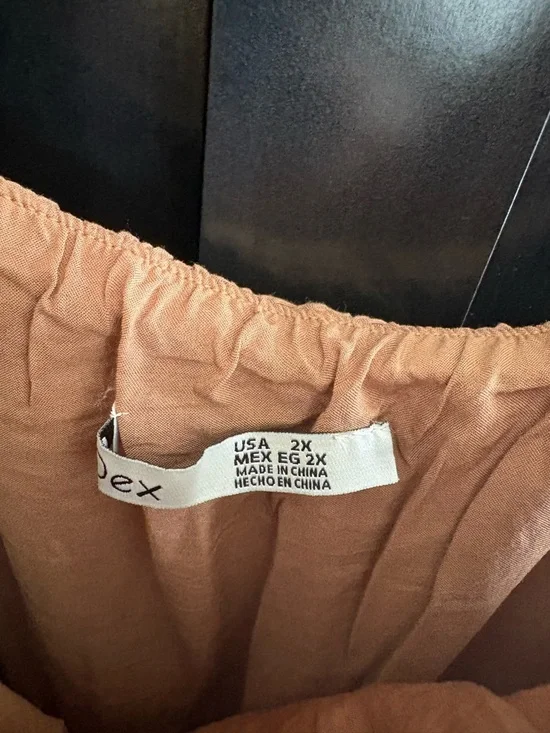 Dex
USA 2X
MEX EG 2X
MADE IN CHINA
HECHO EN CHINA